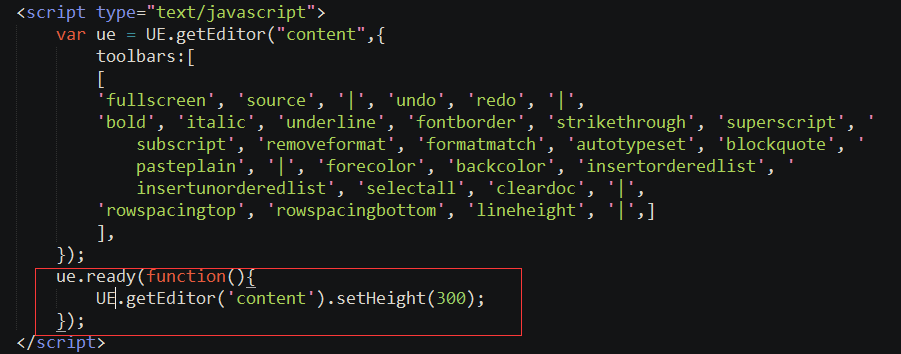 <script type="text/javascript">
var ue = UE.getEditor("content",{
toolbars:[
[
'fullscreen', 'source', '|', 'undo', 'redo', '|',
'bold', 'italic', 'underline', 'fontborder', 'strikethrough', 'superscript', '
subscript', 'removeformat', 'formatmatch', 'autotypeset', 'blockquote', '
pasteplain', '|', 'forecolor', 'backcolor', 'insertorderedlist', '
insertunorderedlist', 'selectall', 'cleardoc', '|',
'rowspacingtop', 'rowspacingbottom', 'lineheight', '|',]
],
});
ue.ready(function(){
UE.getEditor('content').setHeight(300);
});
</script>